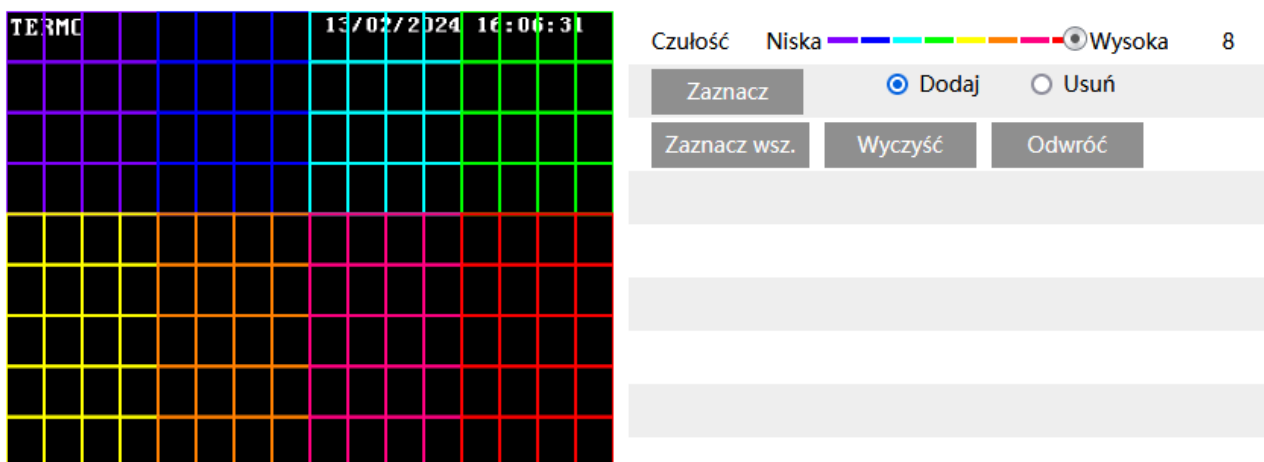 TERMO 13/02/2024 16:06:31
Czułość Niska Wysoka 8
Zaznacz Dodaj Usuń
Zaznacz wsz. Wyczyść Odwróć